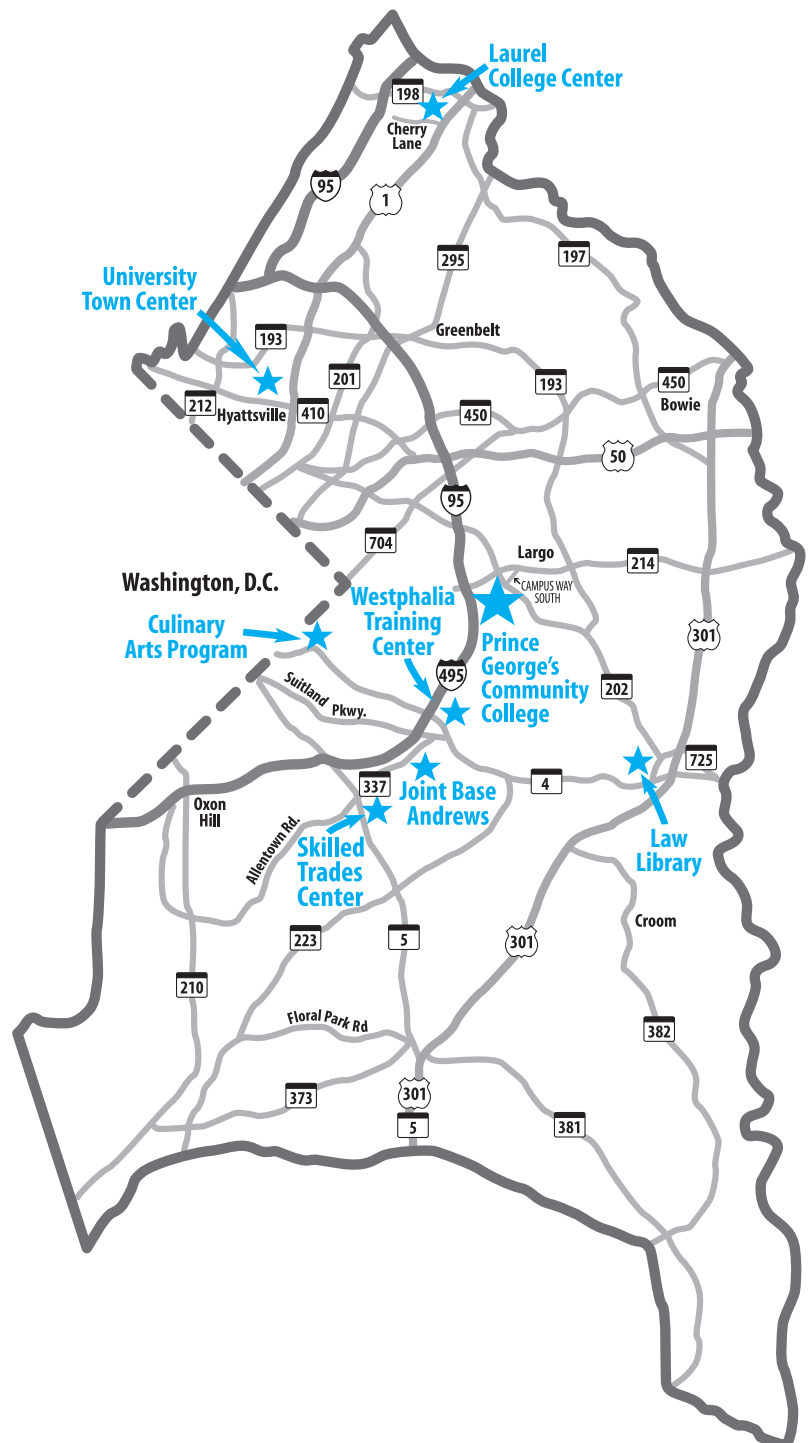 Laurel
College Center
198
Cherry
Lane
95
1
295
197
University
Town Center
193
Greenbelt
201
193
450
212
Hyattsville
410
450
Bowie
50
95
704
Largo
214
Washington, D.C.
CAMPUS WAY
SOUTH
Westphalia
Training
Center
Culinary
Arts Program
Prince
George's
Community
College
301
495
202
Suitland
Pkwy.
725
4
337
Joint Base
Andrews
Oxon
Hill
Allentown Rd.
Skilled
Trades
Center
Law
Library
Croom
223
5
301
210
Floral Park Rd
382
373
301
5
381